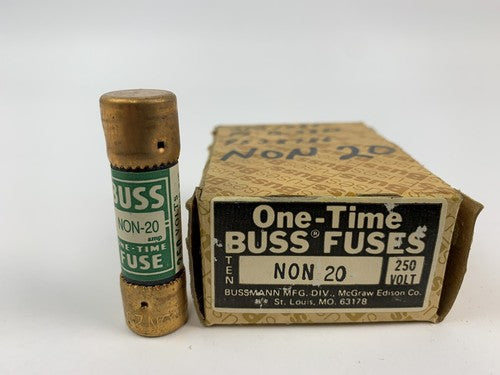 BUSS
NON-20
amp
ONE-TIME
FUSE
VOLTS
NON 20
One-Time
BUSS® FUSES
TEN
NON 20
250
VOLT
BUSSMANN MFG. DIV., McGraw Edison Co.
St. Louis, MO. 63178